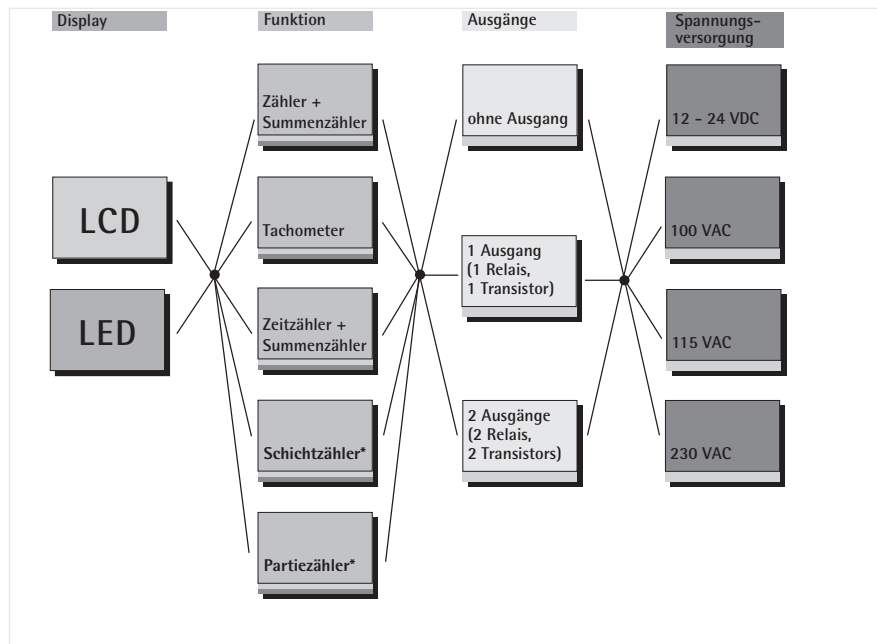 Display
Funktion
Ausgänge
Spannungs-
versorgung
Zähler +
Summenzähler
ohne Ausgang
12 - 24 VDC
LCD
Tachometer
1 Ausgang
(1 Relais,
1 Transistor)
100 VAC
LED
Zeitzähler +
Summenzähler
115 VAC
Schichtzähler*
2 Ausgänge
(2 Relais,
2 Transistors)
230 VAC
Partiezähler*